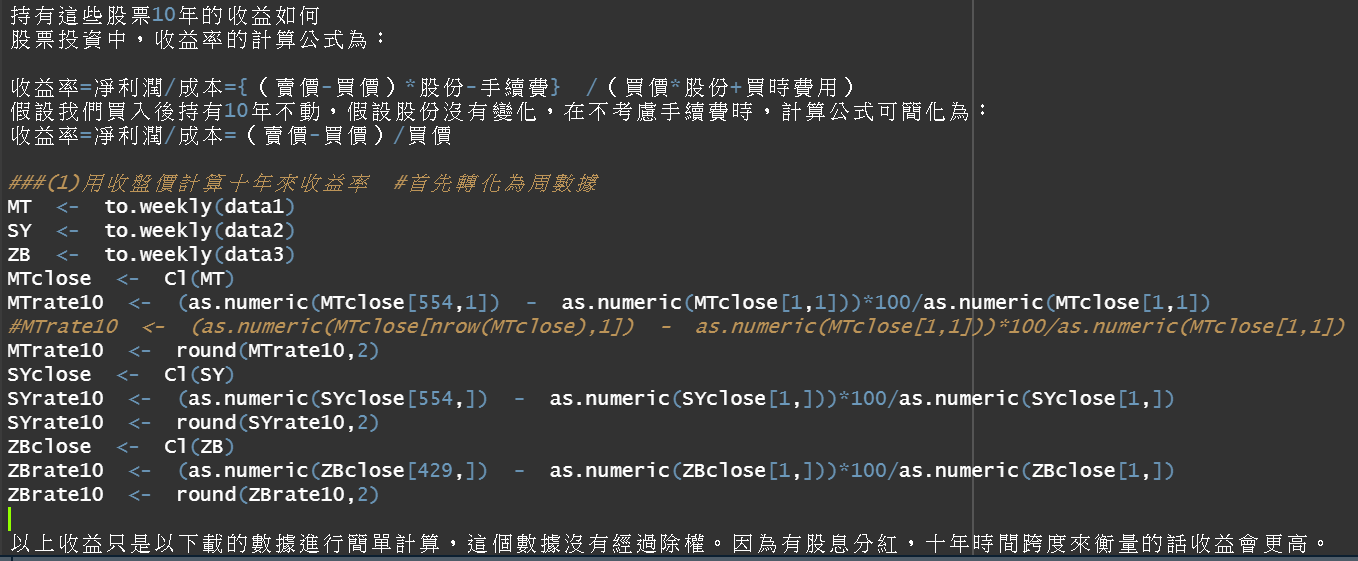 持有這些股票10年的收益如何
股票投資中，收益率的計算公式為：
收益率=凈利潤/成本={（賣價-買價）*股份-手續費}  /（買價*股份+買時費用）
假設我們買入後持有10年不動，假設股份沒有變化，在不考慮手續費時，計算公式可簡化為：
收益率=凈利潤/成本=（賣價-買價）/買價
###(1)用收盤價計算十年來收益率  #首先轉化為周數據
MT  <-  to.weekly(data1)
SY  <-  to.weekly(data2)
ZB  <-  to.weekly(data3)
MTclose  <-  Cl(MT)
MTrate10  <-  (as.numeric(MTclose[554,1])  -  as.numeric(MTclose[1,1]))*100/as.numeric(MTclose[1,1])
#MTrate10  <-  (as.numeric(MTclose[nrow(MTclose),1])  -  as.numeric(MTclose[1,1]))*100/as.numeric(MTclose[1,1])
MTrate10  <-  round(MTrate10,2)
SYclose  <-  Cl(SY)
SYrate10  <-  (as.numeric(SYclose[554,])  -  as.numeric(SYclose[1,]))*100/as.numeric(SYclose[1,])
SYrate10  <-  round(SYrate10,2)
ZBclose  <-  Cl(ZB)
ZBrate10  <-  (as.numeric(ZBclose[429,])  -  as.numeric(ZBclose[1,]))*100/as.numeric(ZBclose[1,])
ZBrate10  <-  round(ZBrate10,2)
以上收益只是以下載的數據進行簡單計算，這個數據沒有經過除權。因為有股息分紅，十年時間跨度來衡量的話收益會更高。